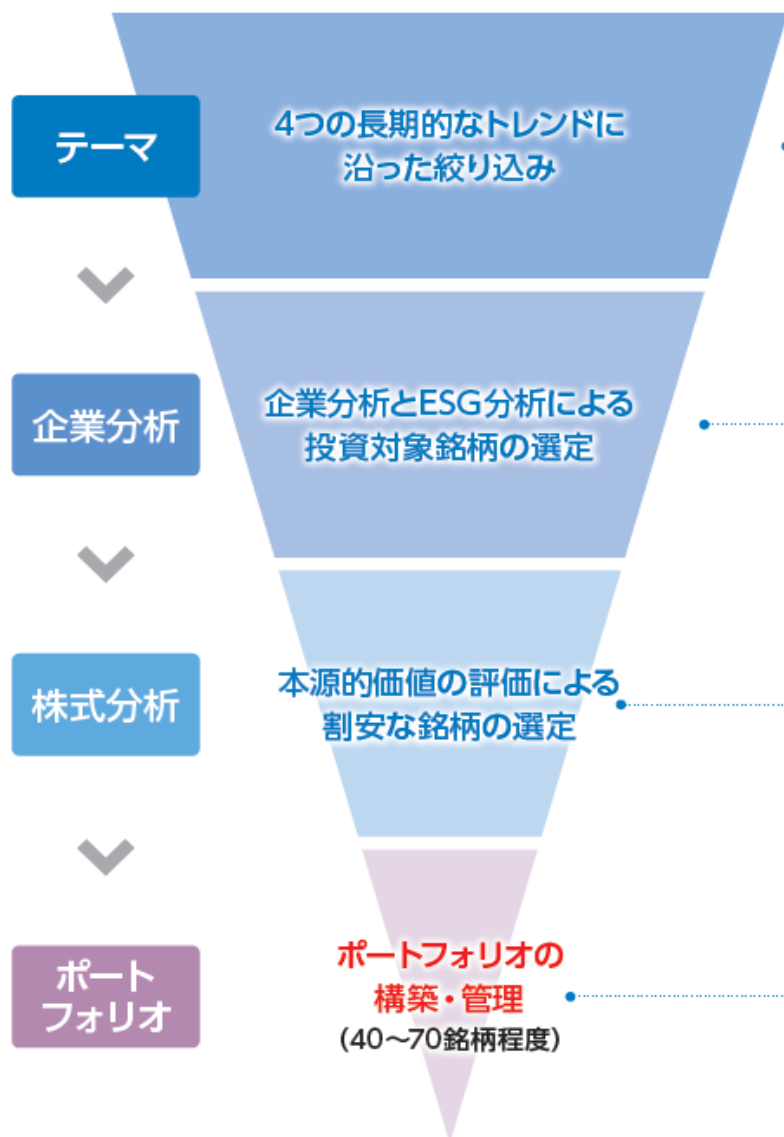 テーマ
4つの長期的なトレンドに
沿った絞り込み
企業分析
企業分析とESG分析による
投資対象銘柄の選定
株式分析
本源的価値の評価による
割安な銘柄の選定
ポート
フォリオ
ポートフォリオの
構築・管理
(40～70銘柄程度)